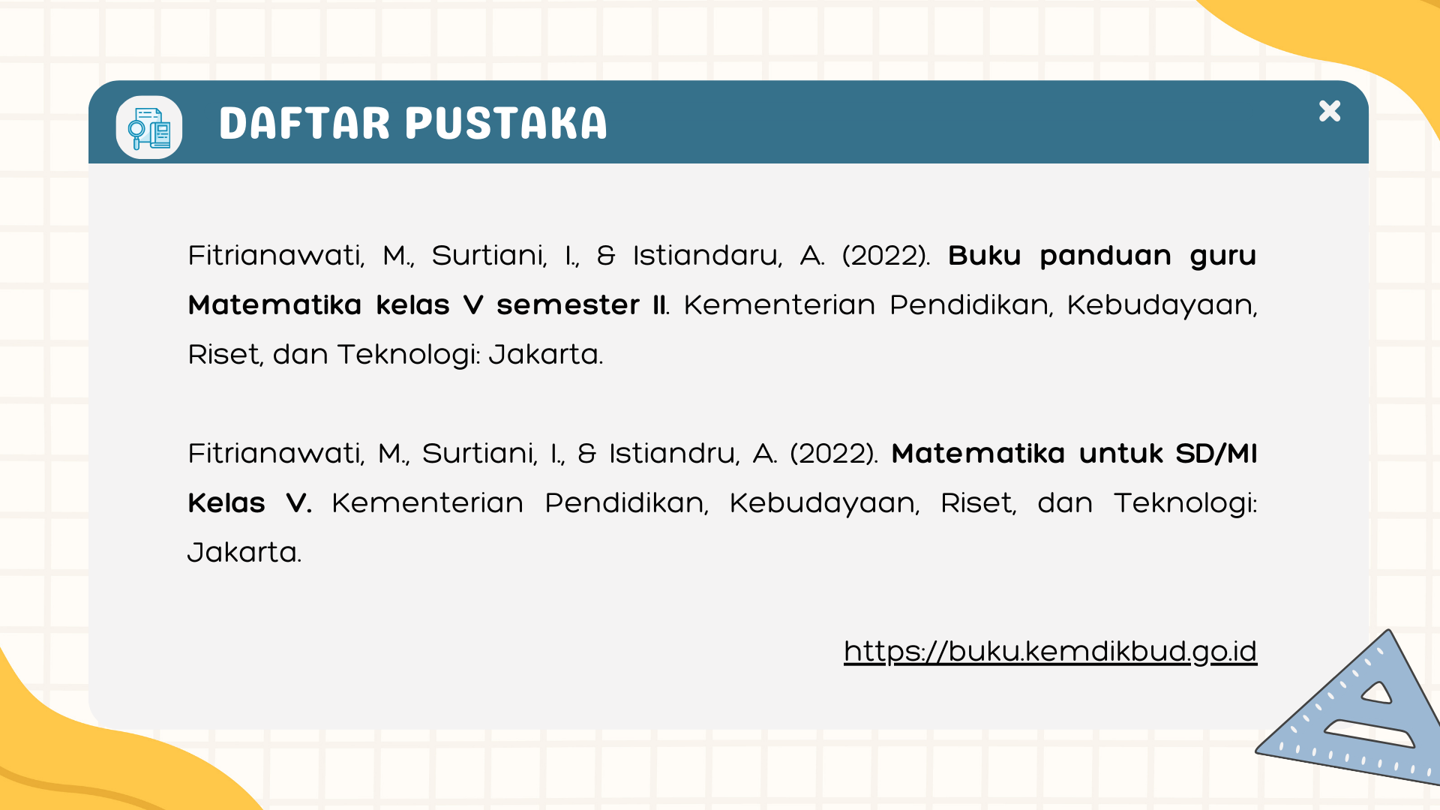 DAFTAR PUSTAKA
Fitrianawati, M., Surtiani, I., & Istiandaru, A. (2022). Buku panduan guru
Matematika kelas V semester II. Kementerian Pendidikan, Kebudayaan,
Riset, dan Teknologi: Jakarta.
Fitrianawati, M., Surtiani, I., & Istiandru, A. (2022). Matematika untuk SD/MI
Kelas V. Kementerian Pendidikan, Kebudayaan, Riset, dan Teknologi:
Jakarta.
https://buku.kemdikbud.go.id